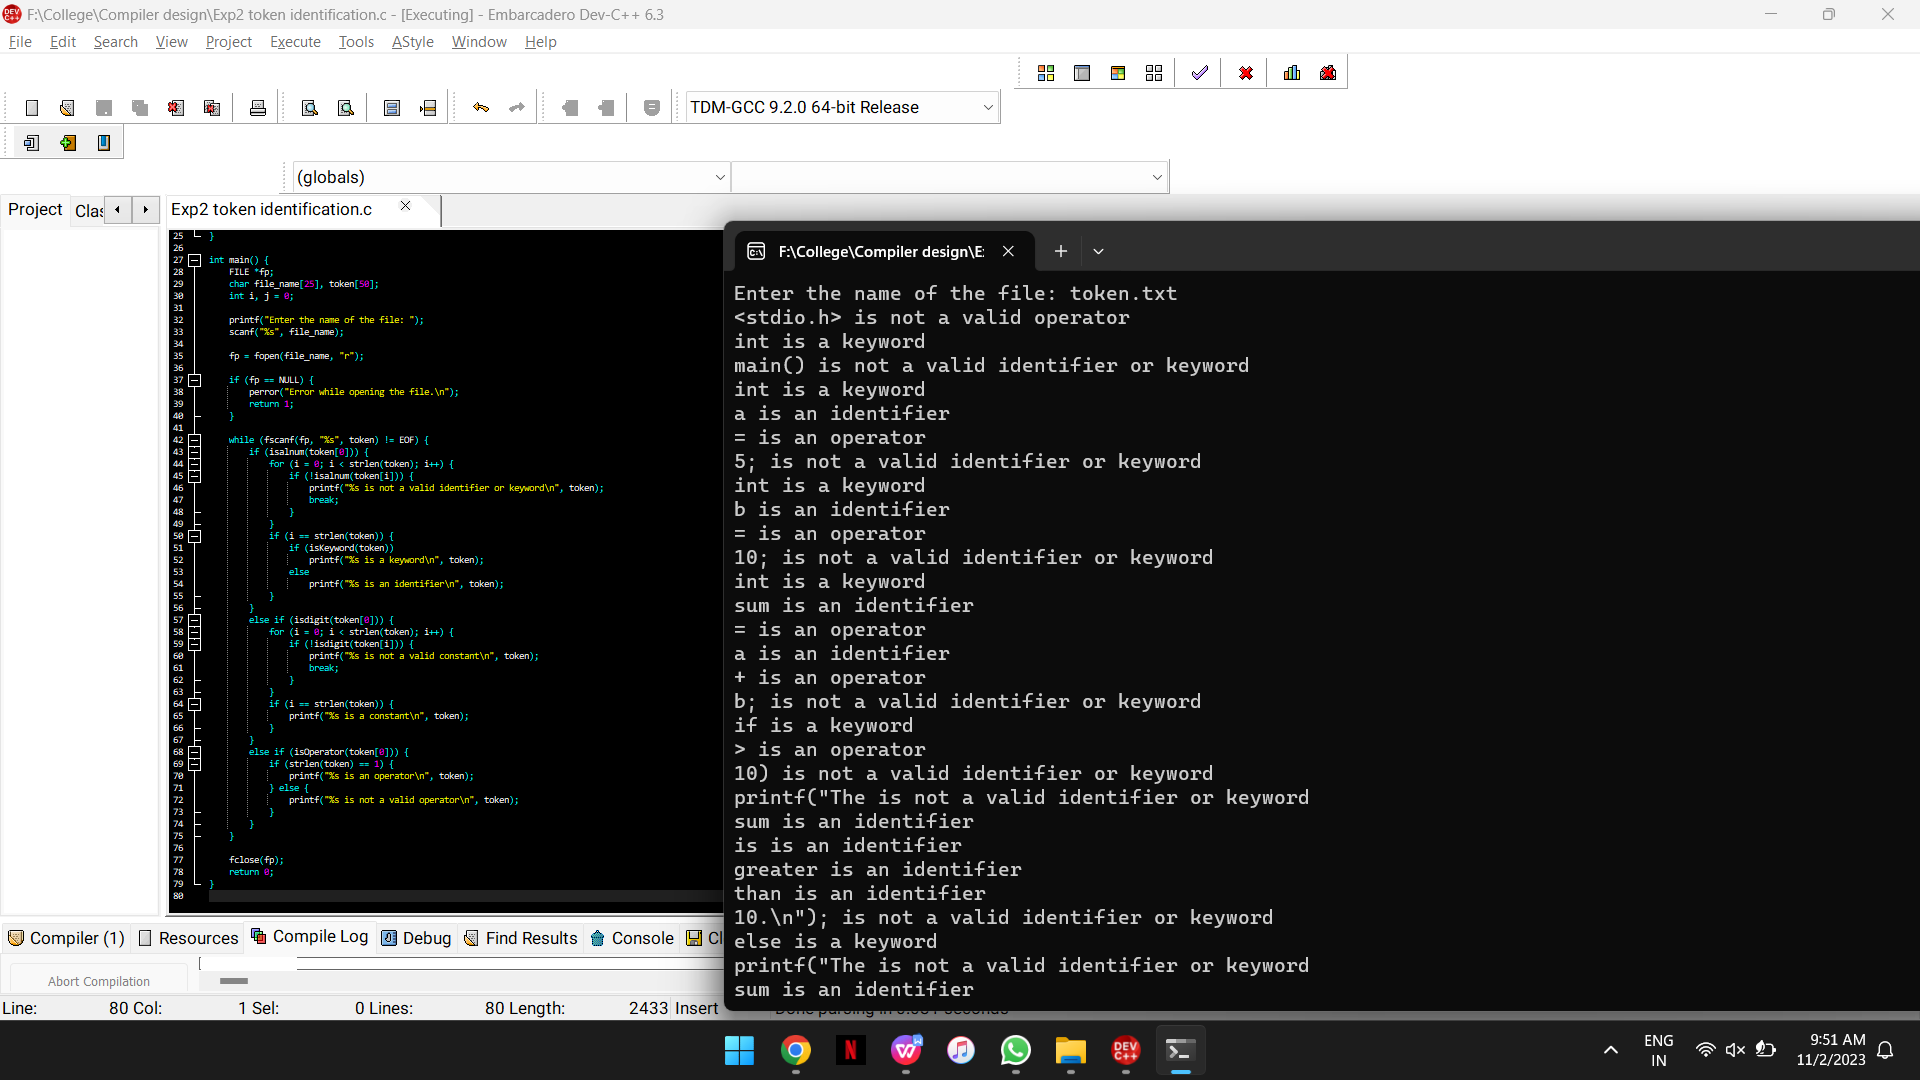 F:\College\Compiler design\Exp2 token identification.c - [Executing] - Embarcadero Dev-C++ 6.3
File Edit Search View Project Execute Tools AStyle Window Help
TDM-GCC 9.2.0 64-bit Release
(globals)
Project Clas
Exp2 token identification.c
25 }
26
27 int main() {
28 FILE *fp;
29 char file_name[25], token[50];
30 int i, j = 0;
31
32 printf("Enter the name of the file: ");
33 scanf("%s", file_name);
34
35 fp = fopen(file_name, "r");
36
37 if (fp == NULL) {
38 perror("Error while opening the file.\n");
39 return 1;
40 }
41
42 while (fscanf(fp, "%s", token) != EOF) {
43 if (isalnum(token[0])) {
44 for (i = 0; i < strlen(token); i++) {
45 if (!isalnum(token[i])) {
46 printf("%s is not a valid identifier or keyword\n", token);
47 break;
48 }
49 }
50 if (i == strlen(token)) {
51 if (isKeyword(token))
52 printf("%s is a keyword\n", token);
53 else
54 printf("%s is an identifier\n", token);
55 }
56 }
57 else if (isdigit(token[0])) {
58 for (i = 0; i < strlen(token); i++) {
59 if (!isdigit(token[i])) {
60 printf("%s is not a valid constant\n", token);
61 break;
62 }
63 }
64 if (i == strlen(token)) {
65 printf("%s is a constant\n", token);
66 }
67 }
68 else if (isOperator(token[0])) {
69 if (strlen(token) == 1) {
70 printf("%s is an operator\n", token);
71 } else {
72 printf("%s is not a valid operator\n", token);
73 }
74 }
75 }
76
77 fclose(fp);
78 return 0;
79 }
80
F:\College\Compiler design\E
Enter the name of the file: token.txt
<stdio.h> is not a valid operator
int is a keyword
main() is not a valid identifier or keyword
int is a keyword
a is an identifier
= is an operator
5; is not a valid identifier or keyword
int is a keyword
b is an identifier
= is an operator
10; is not a valid identifier or keyword
int is a keyword
sum is an identifier
= is an operator
a is an identifier
+ is an operator
b; is not a valid identifier or keyword
if is a keyword
> is an operator
10) is not a valid identifier or keyword
printf("The is not a valid identifier or keyword
sum is an identifier
is is an identifier
greater is an identifier
than is an identifier
10.\n"); is not a valid identifier or keyword
else is a keyword
printf("The is not a valid identifier or keyword
sum is an identifier
Compiler (1) Resources Compile Log Debug Find Results Console Cl
Abort Compilation
Line: 80 Col: 1 Sel: 0 Lines: 80 Length: 2433 Insert
ENG
IN
9:51 AM
11/2/2023